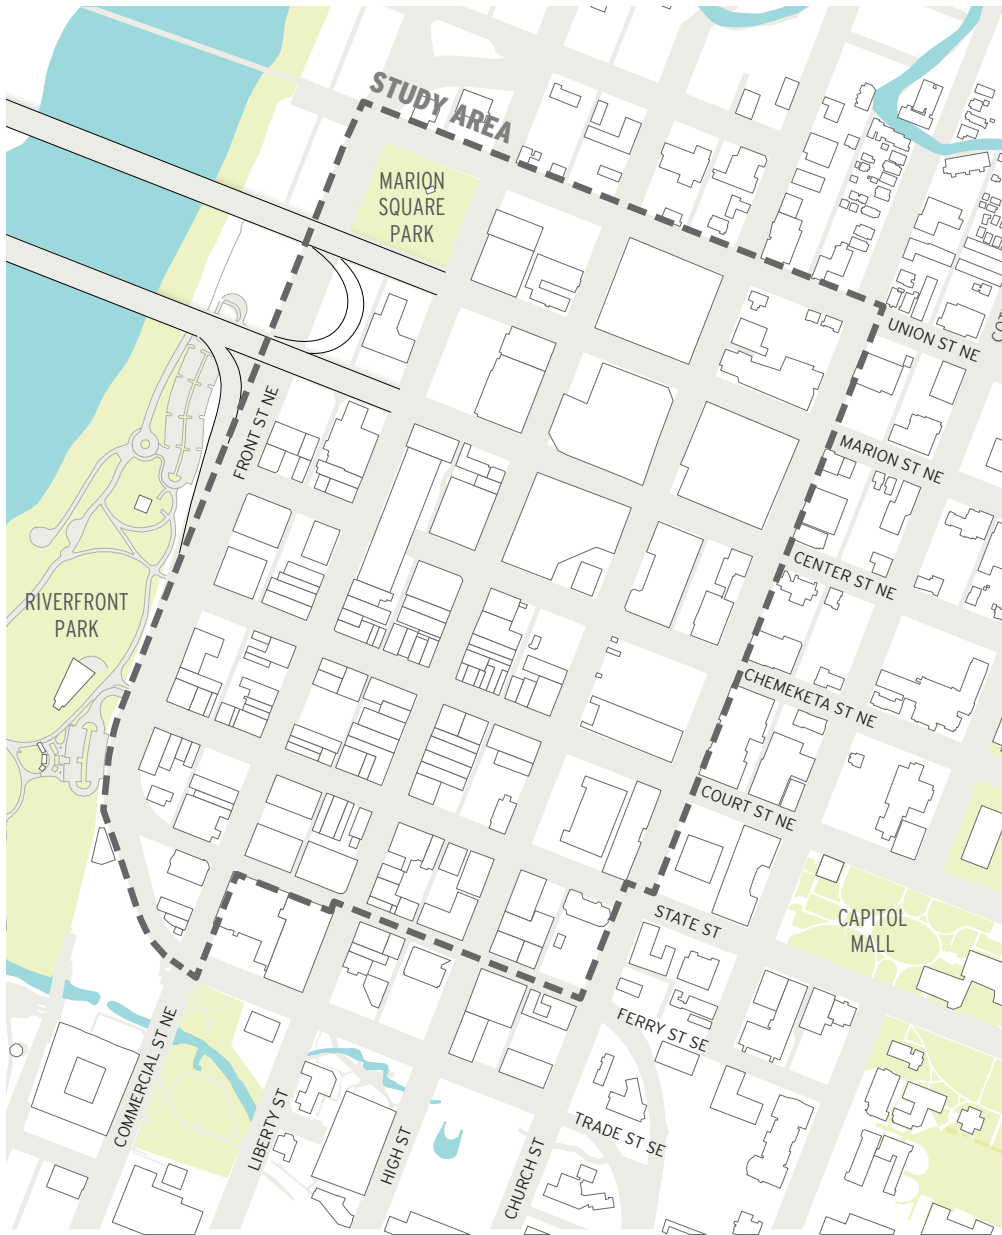 STUDY AREA
MARION
SQUARE
PARK
UNION ST NE
FRONT ST NE
MARION ST NE
CENTER ST NE
RIVERFRONT
PARK
CHEMEKETA ST NE
COURT ST NE
STATE ST
CAPITOL
MALL
FERRY ST SE
COMMERCIAL ST NE
LIBERTY ST
HIGH ST
CHURCH ST
TRADE ST SE